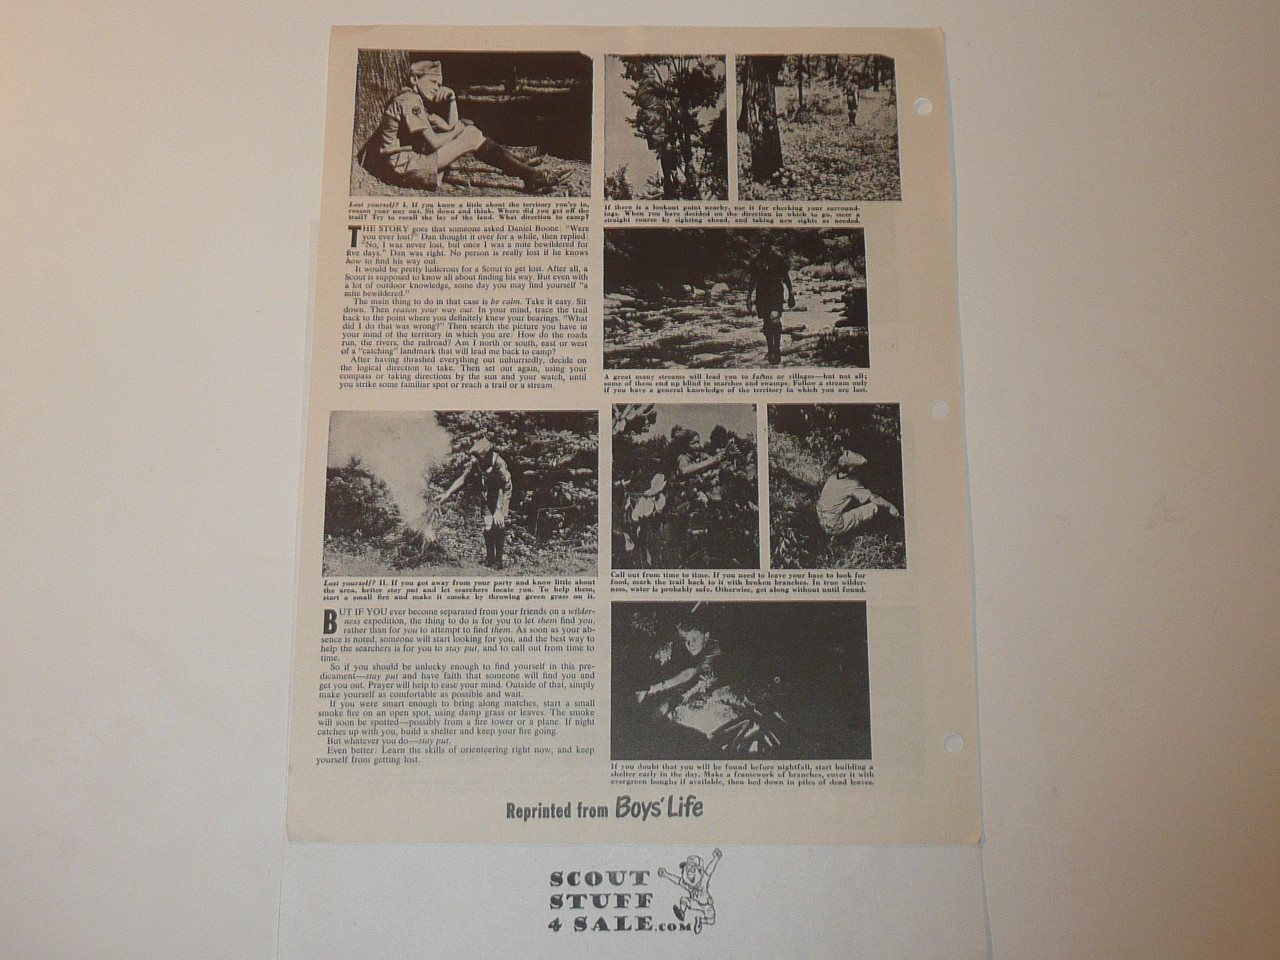 Lost yourself? I. If you know a little about the territory you're in,
reason your way out. Sit down and think. Where did you get off the
trail? Try to recall the lay of the land. What direction to camp?
THE STORY goes that someone asked Daniel Boone: "Were
you ever lost?" Dan thought it over for a while, then replied:
"No, I was never lost, but once I was a mite bewildered for
five days." Dan was right. No person is really lost if he knows
how to find his way out.
It would be pretty ludicrous for a Scout to get lost. After all, a
Scout is supposed to know all about finding his way. But even with
a lot of outdoor knowledge, some day you may find yourself "a
mite bewildered."
The main thing to do in that case is be calm. Take it easy. Sit
down. Then reason your way out. In your mind, trace the trail
back to the point where you definitely knew your bearings. "What
did I do that was wrong?" Then search the picture you have in
your mind of the territory in which you are: How do the roads
run, the rivers, the railroad? Am I north or south, east or west
of a "catching" landmark that will lead me back to camp?
After having thrashed everything out unhurriedly, decide on
the logical direction to take. Then set out again, using your
compass or taking directions by the sun and your watch, until
you strike some familiar spot or reach a trail or a stream.
If there is a lookout point nearby, use it for checking your surround-
ings. When you have decided on the direction in which to go, steer a
straight course by sighting ahead, and taking new sights as needed.
A great many streams will lead you to farms or villages—but not all;
some of them end up blind in marshes and swamps. Follow a stream only
if you have a general knowledge of the territory in which you are lost.
Lost yourself? II. If you got away from your party and know little about
the area, better stay put and let searchers locate you. To help them,
start a small fire and make it smoke by throwing green grass on it.
BUT IF YOU ever become separated from your friends on a wilder-
ness expedition, the thing to do is for you to let them find you,
rather than for you to attempt to find them. As soon as your ab-
sence is noted, someone will start looking for you, and the best way to
help the searchers is for you to stay put, and to call out from time to
time.
So if you should be unlucky enough to find yourself in this pre-
dicament—stay put and have faith that someone will find you and
get you out. Prayer will help to ease your mind. Outside of that, simply
make yourself as comfortable as possible and wait.
If you were smart enough to bring along matches, start a small
smoke fire on an open spot, using damp grass or leaves. The smoke
will soon be spotted—possibly from a fire tower or a plane. If night
catches up with you, build a shelter and keep your fire going.
But whatever you do—stay put.
Even better: Learn the skills of orienteering right now, and keep
yourself from getting lost.
Call out from time to time. If you need to leave your base to look for
food, mark the trail back to it with broken branches. In true wilder-
ness, water is probably safe. Otherwise, get along without until found.
If you doubt that you will be found before nightfall, start building a
shelter early in the day. Make a framework of branches, cover it with
evergreen boughs if available, then bed down in piles of dead leaves.
Reprinted from Boys' Life
SCOUT
STUFF
4 SALE.COM